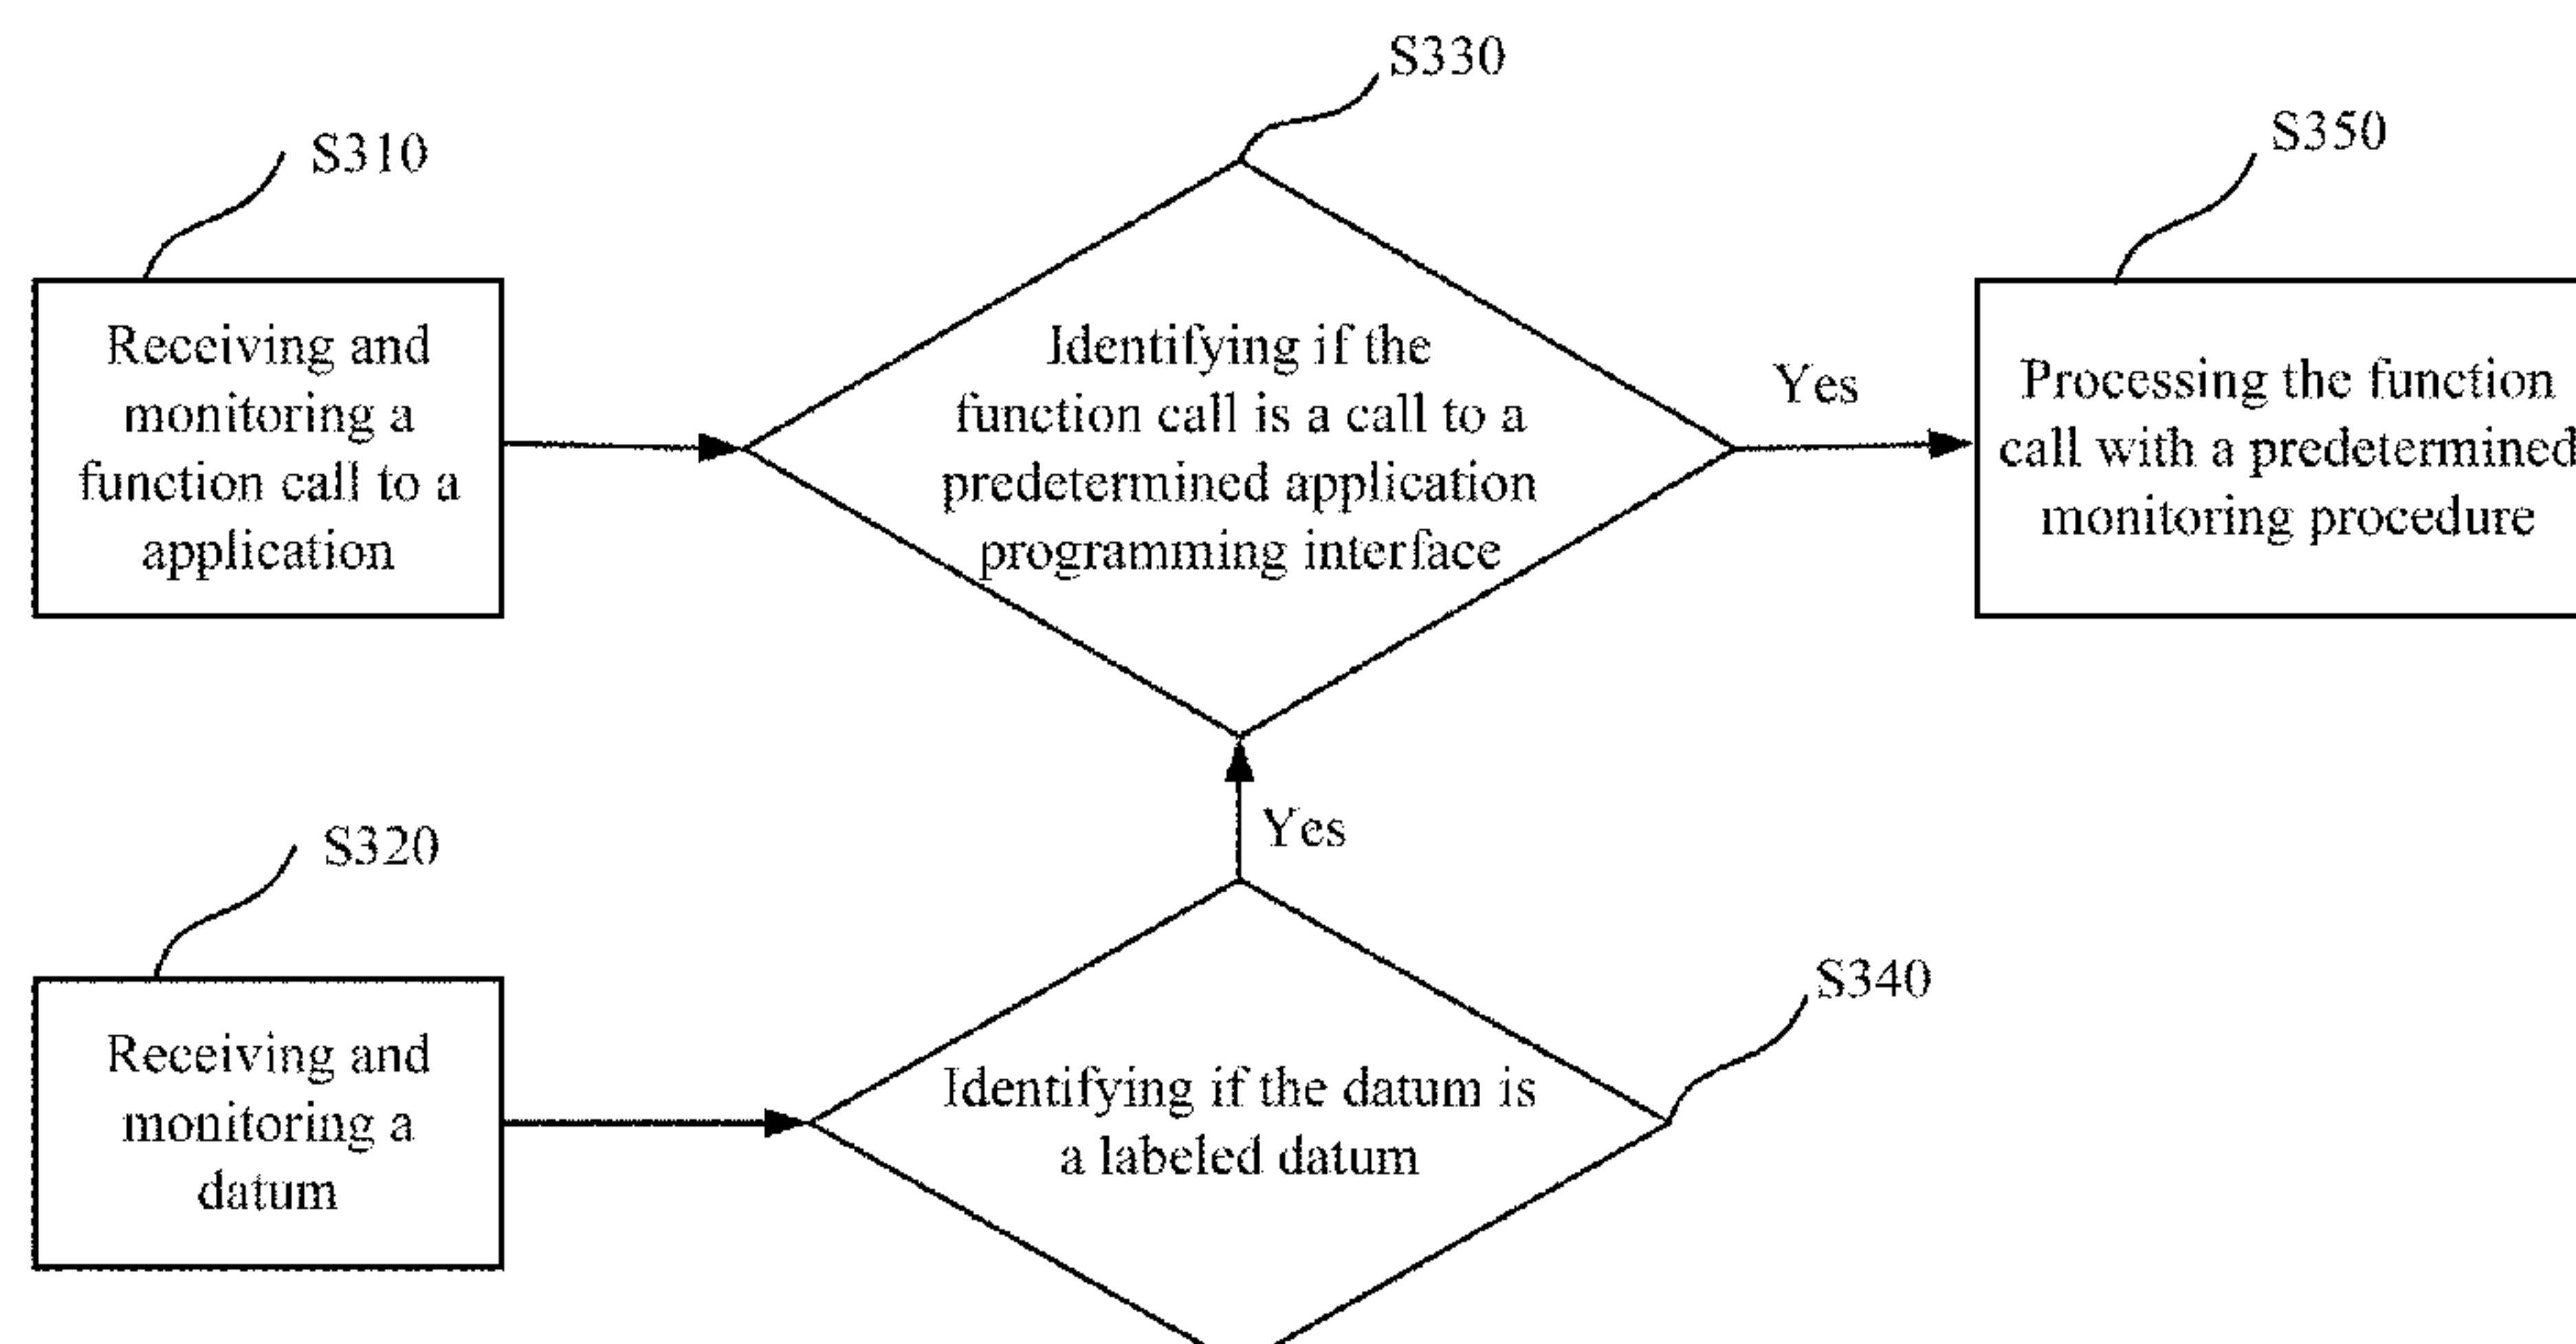 S310
Receiving and
monitoring a
function call to a
application
S330
Identifying if the
function call is a call to a
predetermined application
programming interface
Yes
S350
Processing the function
call with a predetermined
monitoring procedure
S320
Receiving and
monitoring a
datum
Yes
S340
Identifying if the datum is
a labeled datum